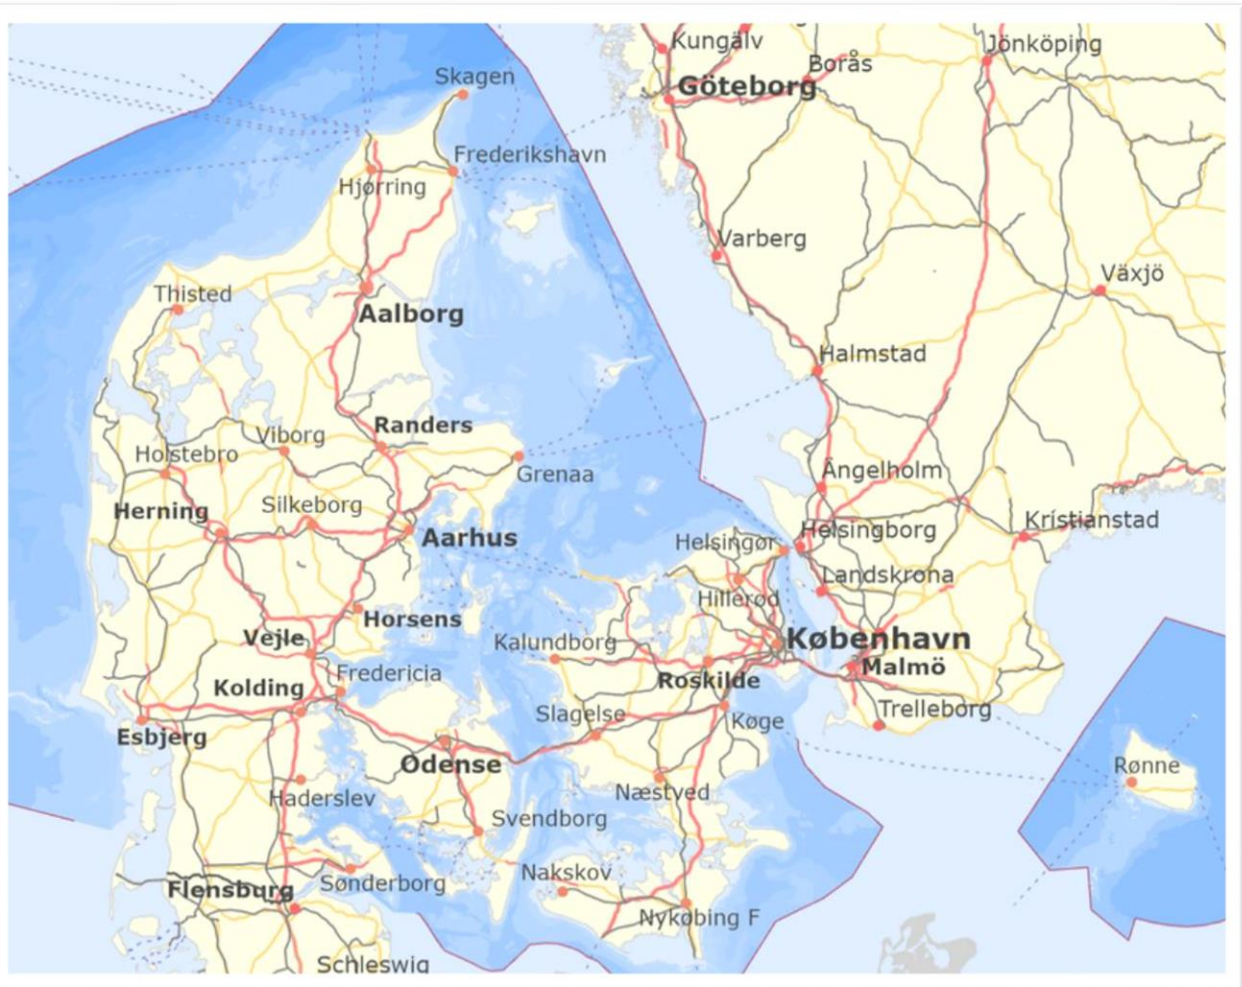 Kungälv
Jönköping
Borås
Göteborg
Skagen
Frederikshavn
Hjørring
Varberg
Växjö
Thisted
Aalborg
Halmstad
Randers
Viborg
Holstebro
Grenaa
Ängelholm
Silkeborg
Herning
Kristianstad
Helsingborg
Aarhus
Helsingør
Landskrona
Hillerød
Horsens
Vejle
Kalundborg
København
Malmö
Fredericia
Roskilde
Kolding
Slagelse
Køge
Trelleborg
Esbjerg
Odense
Rønne
Næstved
Haderslev
Svendborg
Nakskov
Sønderborg
Flensburg
Nykøbing F
Schleswig